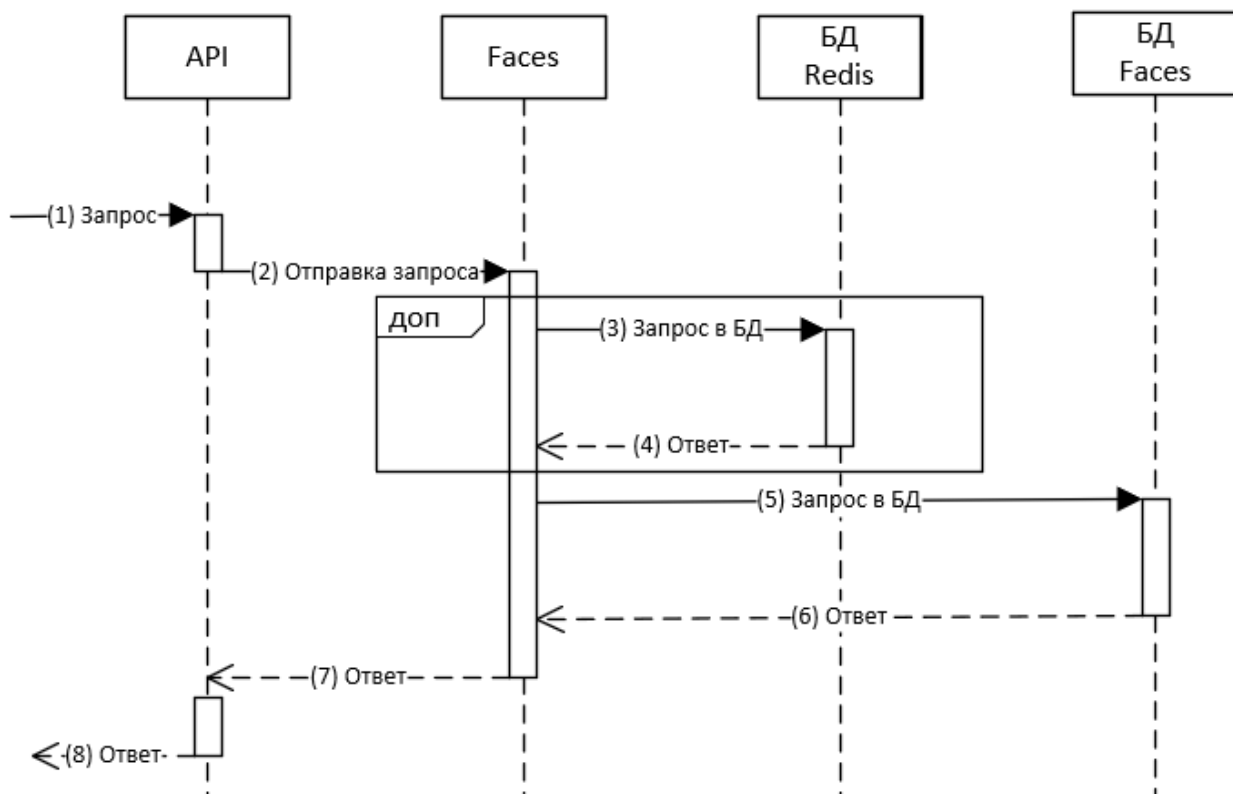 API
Faces
БД
Redis
БД
Faces
(1) Запрос
(2) Отправка запроса
доп
(3) Запрос в БД
(4) Ответ
(5) Запрос в БД
(6) Ответ
(7) Ответ
(8) Ответ